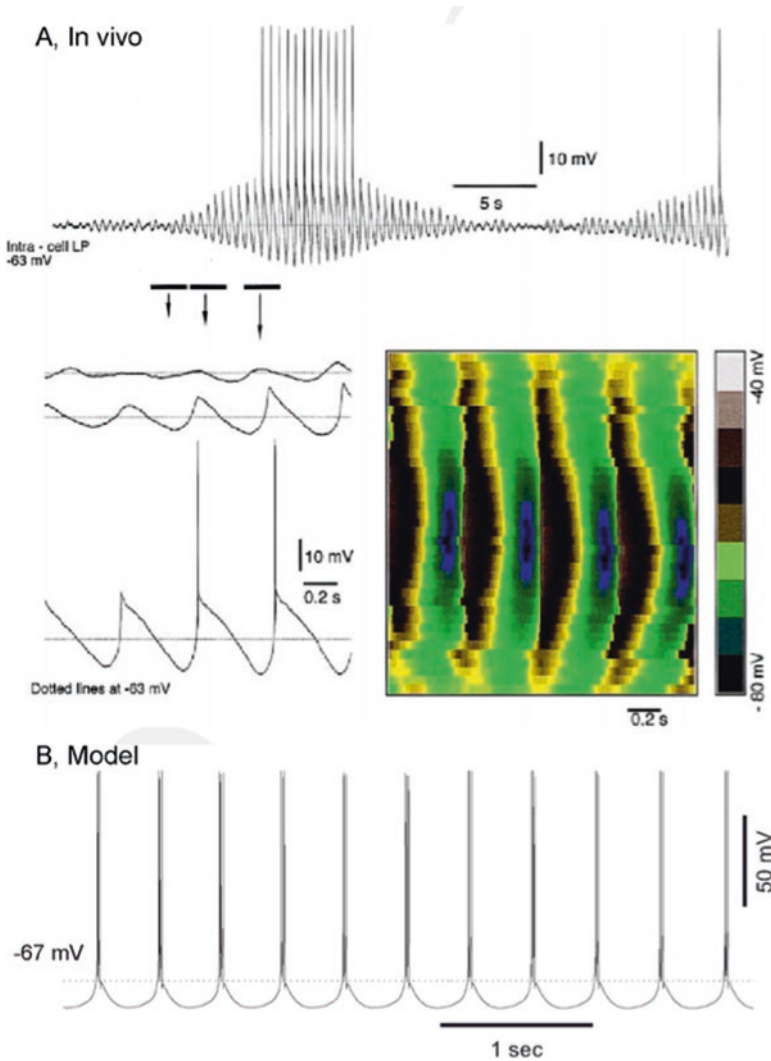 A, In vivo
10 mV
5 s
Intra - cell LP
-63 mV
-40 mV
10 mV
0.2 s
Dotted lines at -63 mV
- 80 mV
0.2 s
B, Model
50 mV
-67 mV
1 sec